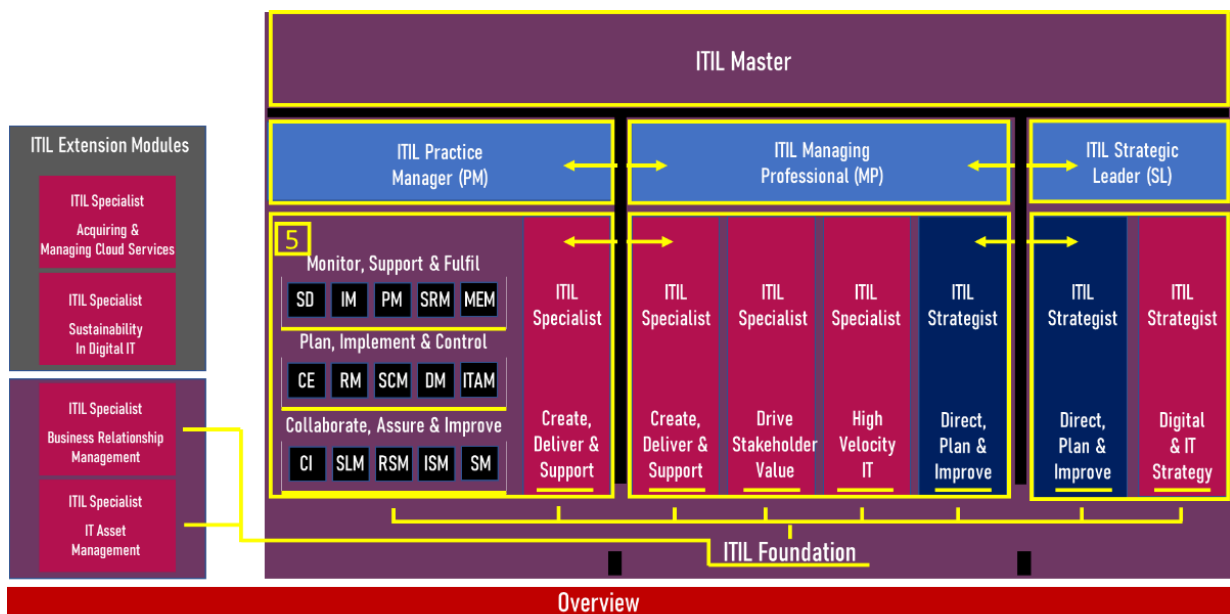 ITIL Master
ITIL Extension Modules
ITIL Specialist
Acquiring &
Managing Cloud Services
ITIL Specialist
Sustainability
In Digital IT
ITIL Specialist
Business Relationship
Management
ITIL Specialist
IT Asset
Management
ITIL Practice
Manager (PM)
ITIL Managing
Professional (MP)
ITIL Strategic
Leader (SL)
5
Monitor, Support & Fulfil
SD IM PM SRM MEM
Plan, Implement & Control
CE RM SCM DM ITAM
Collaborate, Assure & Improve
CI SLM RSM ISM SM
ITIL
Specialist
Create,
Deliver &
Support
ITIL
Specialist
Create,
Deliver &
Support
ITIL
Specialist
Drive
Stakeholder
Value
ITIL
Specialist
High
Velocity
IT
ITIL
Strategist
Direct,
Plan &
Improve
ITIL
Strategist
Direct,
Plan &
Improve
ITIL
Strategist
Digital
& IT
Strategy
ITIL Foundation
Overview